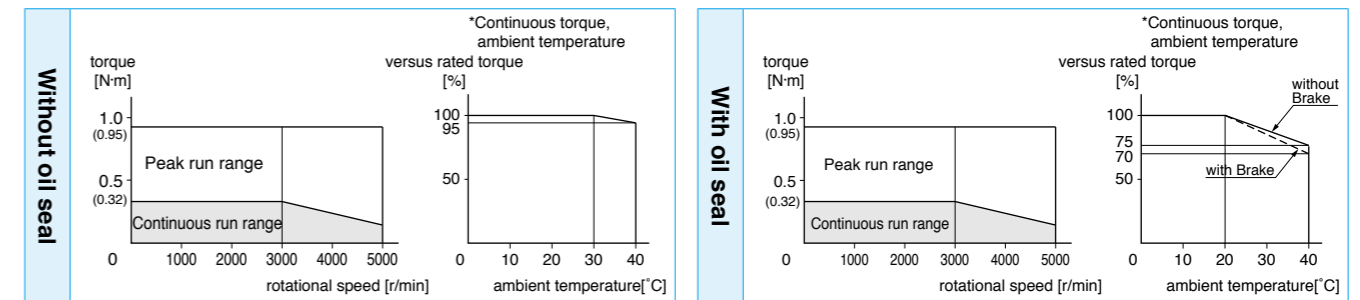 Without oil seal
torque
[N·m]
1.0
(0.95)
0.5
(0.32)
Peak run range
Continuous run range
0 1000 2000 3000 4000 5000
rotational speed [r/min]
*Continuous torque,
ambient temperature
versus rated torque
[%]
100
95
50
0 10 20 30 40
ambient temperature[˚C]
With oil seal
torque
[N·m]
1.0
(0.95)
0.5
(0.32)
Peak run range
Continuous run range
0 1000 2000 3000 4000 5000
rotational speed [r/min]
*Continuous torque,
ambient temperature
versus rated torque
[%]
without
Brake
100
75
70
with Brake
50
0 10 20 30 40
ambient temperature[˚C]